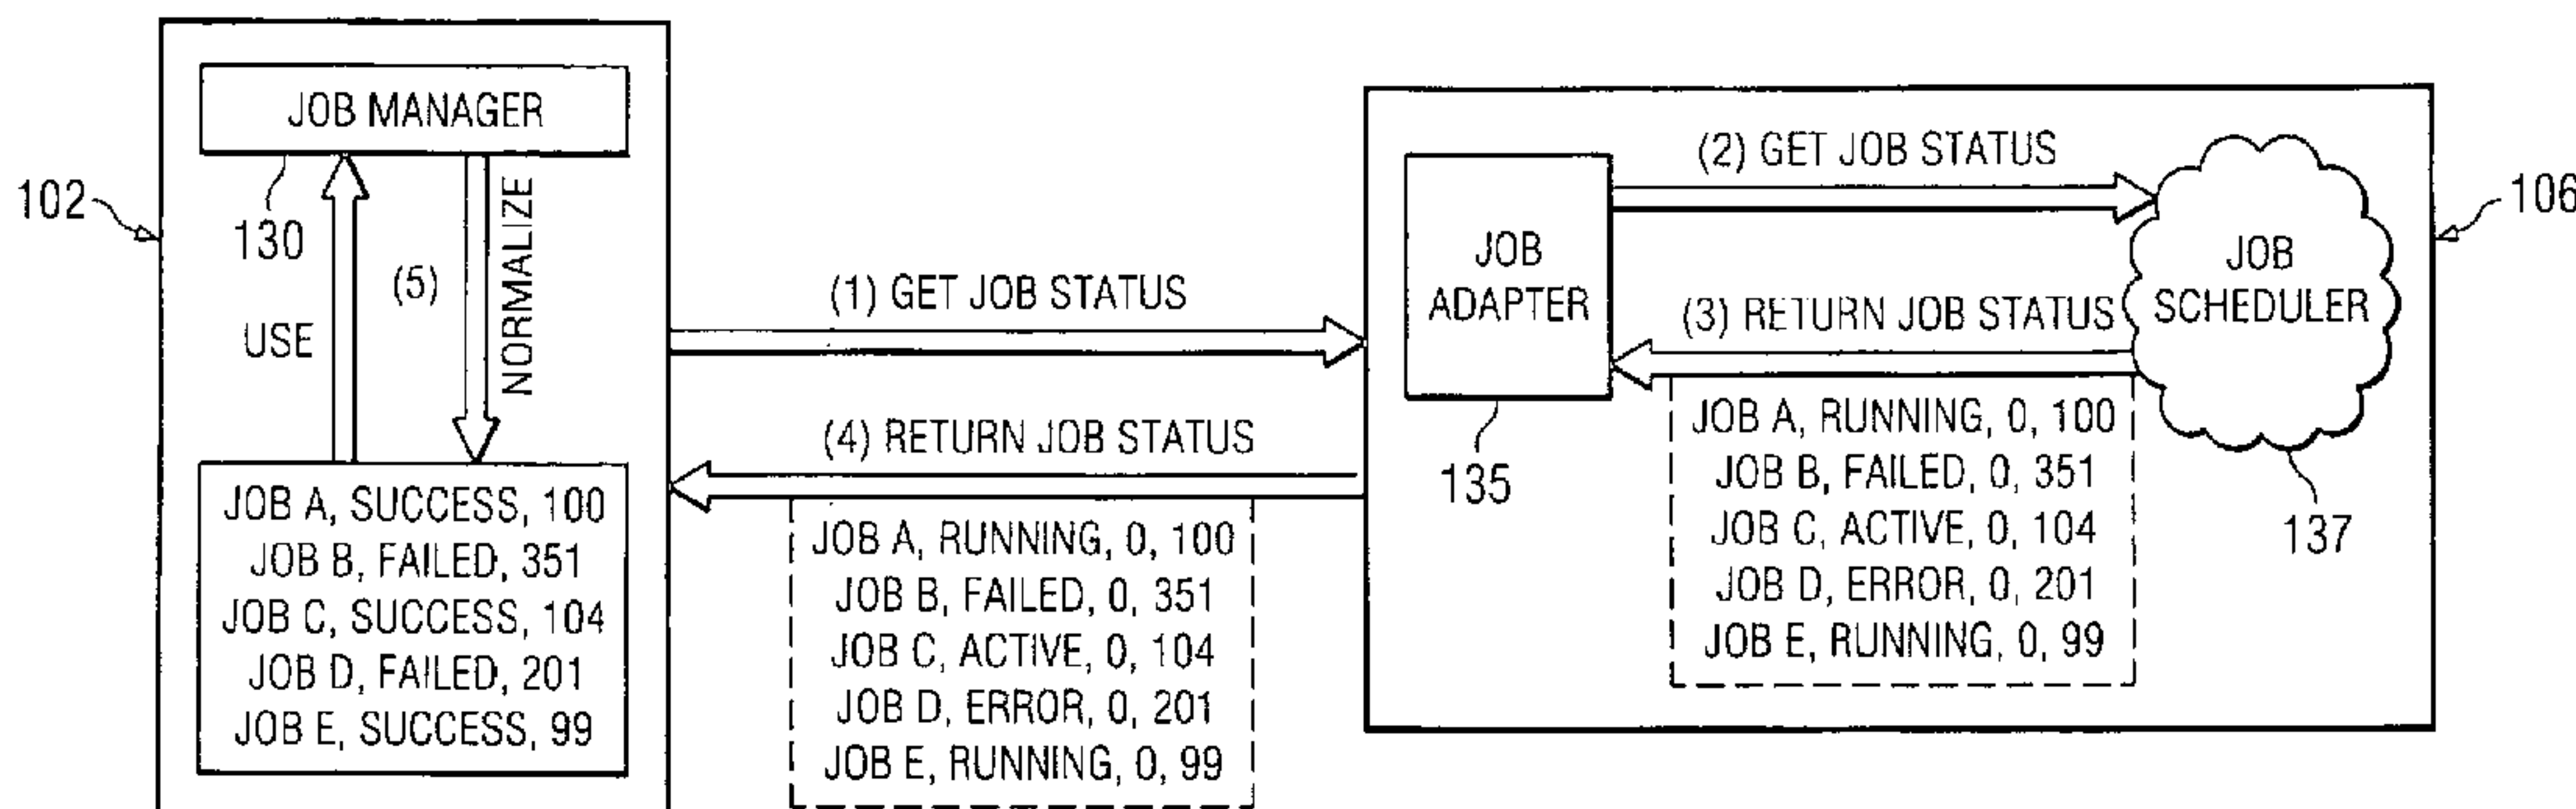 JOB MANAGER
102
130
USE
(5)
NORMALIZE
JOB A, SUCCESS, 100
JOB B, FAILED, 351
JOB C, SUCCESS, 104
JOB D, FAILED, 201
JOB E, SUCCESS, 99
(1) GET JOB STATUS
(4) RETURN JOB STATUS
JOB A, RUNNING, 0, 100
JOB B, FAILED, 0, 351
JOB C, ACTIVE, 0, 104
JOB D, ERROR, 0, 201
JOB E, RUNNING, 0, 99
JOB
ADAPTER
135
(2) GET JOB STATUS
(3) RETURN JOB STATUS
JOB A, RUNNING, 0, 100
JOB B, FAILED, 0, 351
JOB C, ACTIVE, 0, 104
JOB D, ERROR, 0, 201
JOB E, RUNNING, 0, 99
JOB
SCHEDULER
137
106